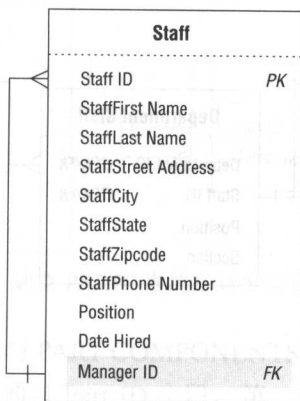 Staff
Staff ID PK
StaffFirst Name
StaffLast Name
StaffStreet Address
StaffCity
StaffState
StaffZipcode
StaffPhone Number
Position
Date Hired
Manager ID FK